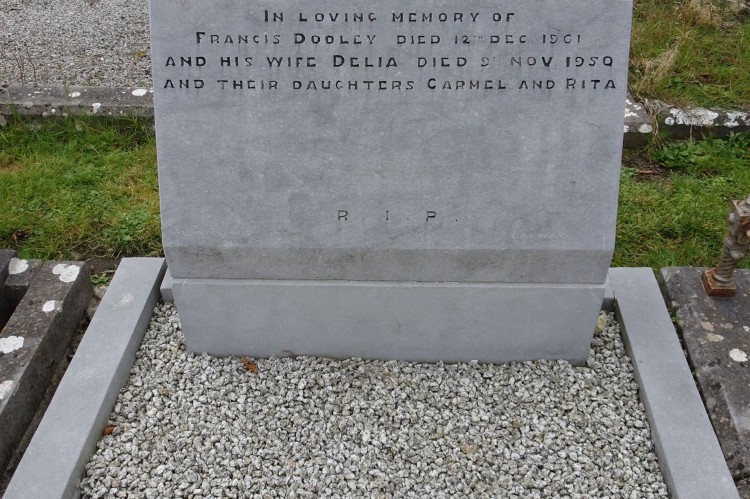 IN LOVING MEMORY OF
FRANCIS DOOLEY DIED 12TH DEC 1961
AND HIS WIFE DELIA DIED 9TH NOV 1950
AND THEIR DAUGHTERS CARMEL AND RITA
R. I. P.